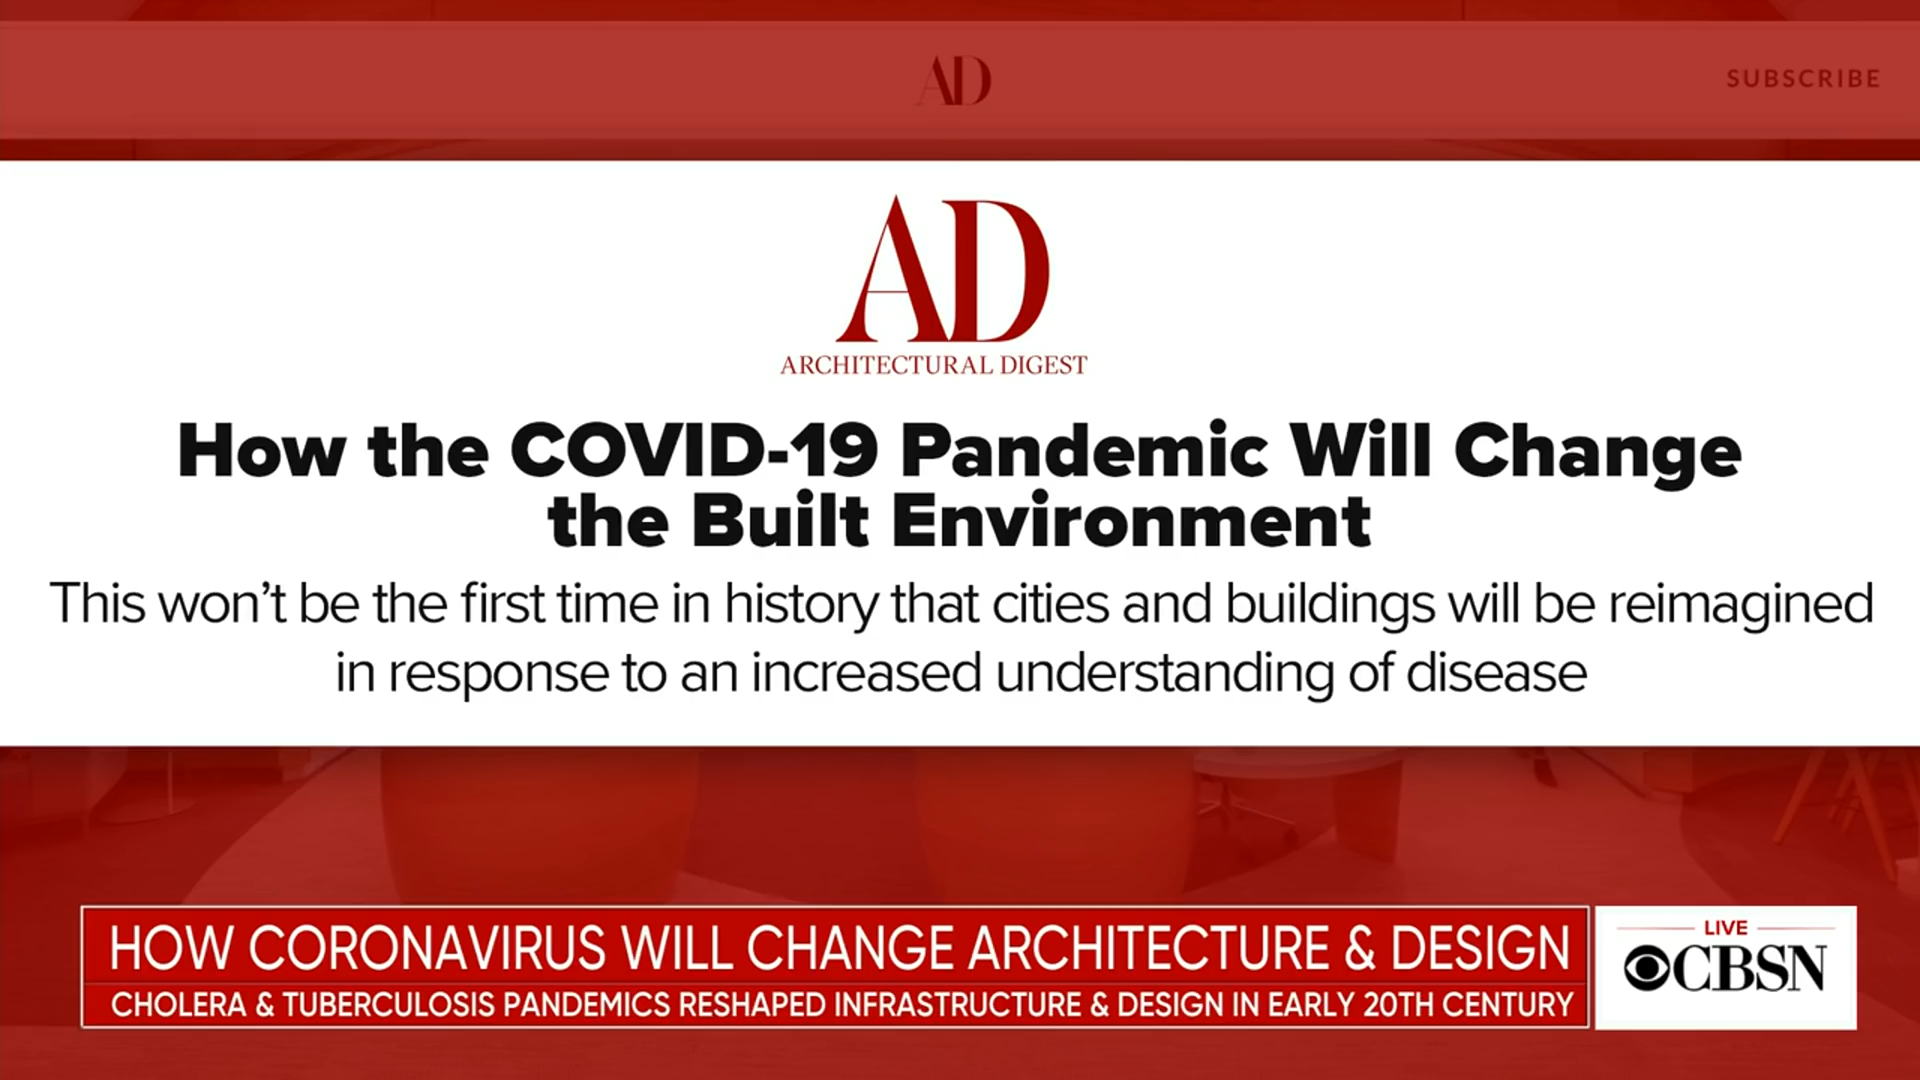 AD
SUBSCRIBE
AD
ARCHITECTURAL DIGEST
How the COVID-19 Pandemic Will Change
the Built Environment
This won’t be the first time in history that cities and buildings will be reimagined
in response to an increased understanding of disease
HOW CORONAVIRUS WILL CHANGE ARCHITECTURE & DESIGN
CHOLERA & TUBERCULOSIS PANDEMICS RESHAPED INFRASTRUCTURE & DESIGN IN EARLY 20TH CENTURY
LIVE
CBSN